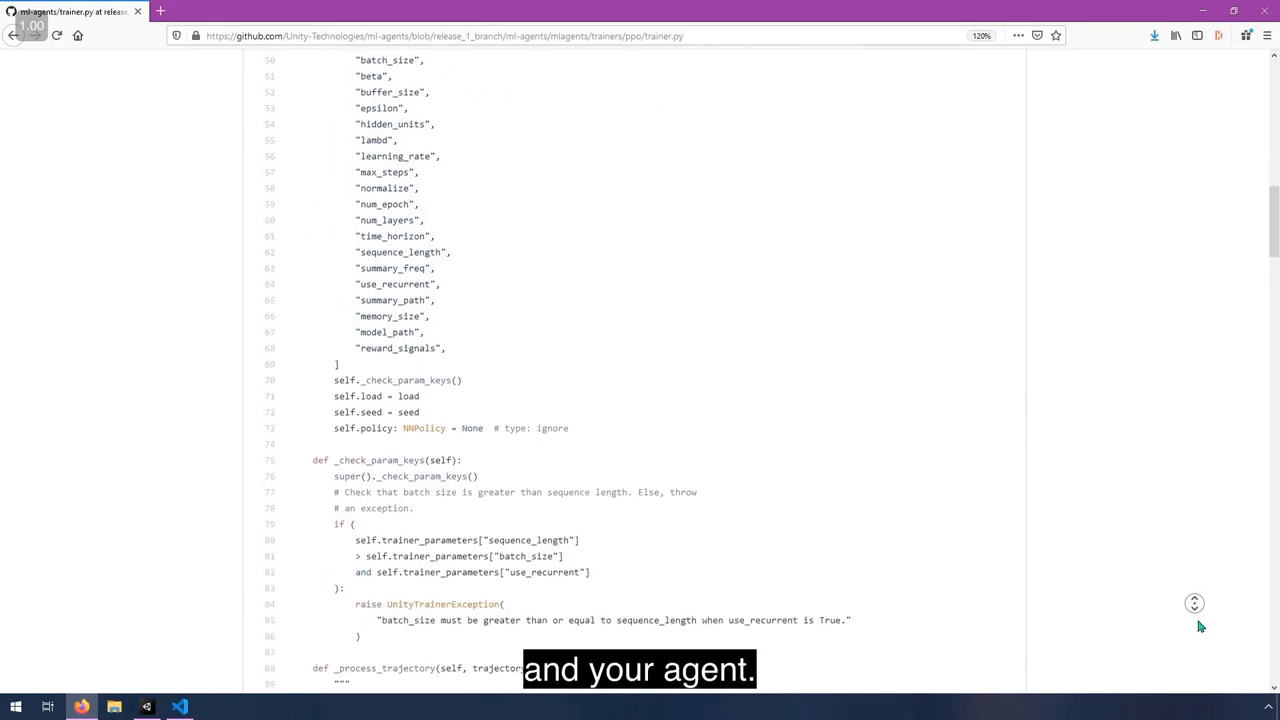 ml-agents/trainer.py at release_
1.00
https://github.com/Unity-Technologies/ml-agents/blob/release_1_branch/ml-agents/mlagents/trainers/ppo/trainer.py
120%
50 "batch_size",
51 "beta",
52 "buffer_size",
53 "epsilon",
54 "hidden_units",
55 "lambd",
56 "learning_rate",
57 "max_steps",
58 "normalize",
59 "num_epoch",
60 "num_layers",
61 "time_horizon",
62 "sequence_length",
63 "summary_freq",
64 "use_recurrent",
65 "summary_path",
66 "memory_size",
67 "model_path",
68 "reward_signals",
69 ]
70 self._check_param_keys()
71 self.load = load
72 self.seed = seed
73 self.policy: NNPolicy = None  # type: ignore
74
75 def _check_param_keys(self):
76 super()._check_param_keys()
77 # Check that batch size is greater than sequence length. Else, throw
78 # an exception.
79 if (
80 self.trainer_parameters["sequence_length"]
81 > self.trainer_parameters["batch_size"]
82 and self.trainer_parameters["use_recurrent"]
83 ):
84 raise UnityTrainerException(
85 "batch_size must be greater than or equal to sequence_length when use_recurrent is True."
86 )
87
88 def _process_trajectory(self, trajectory
89 """
and your agent.